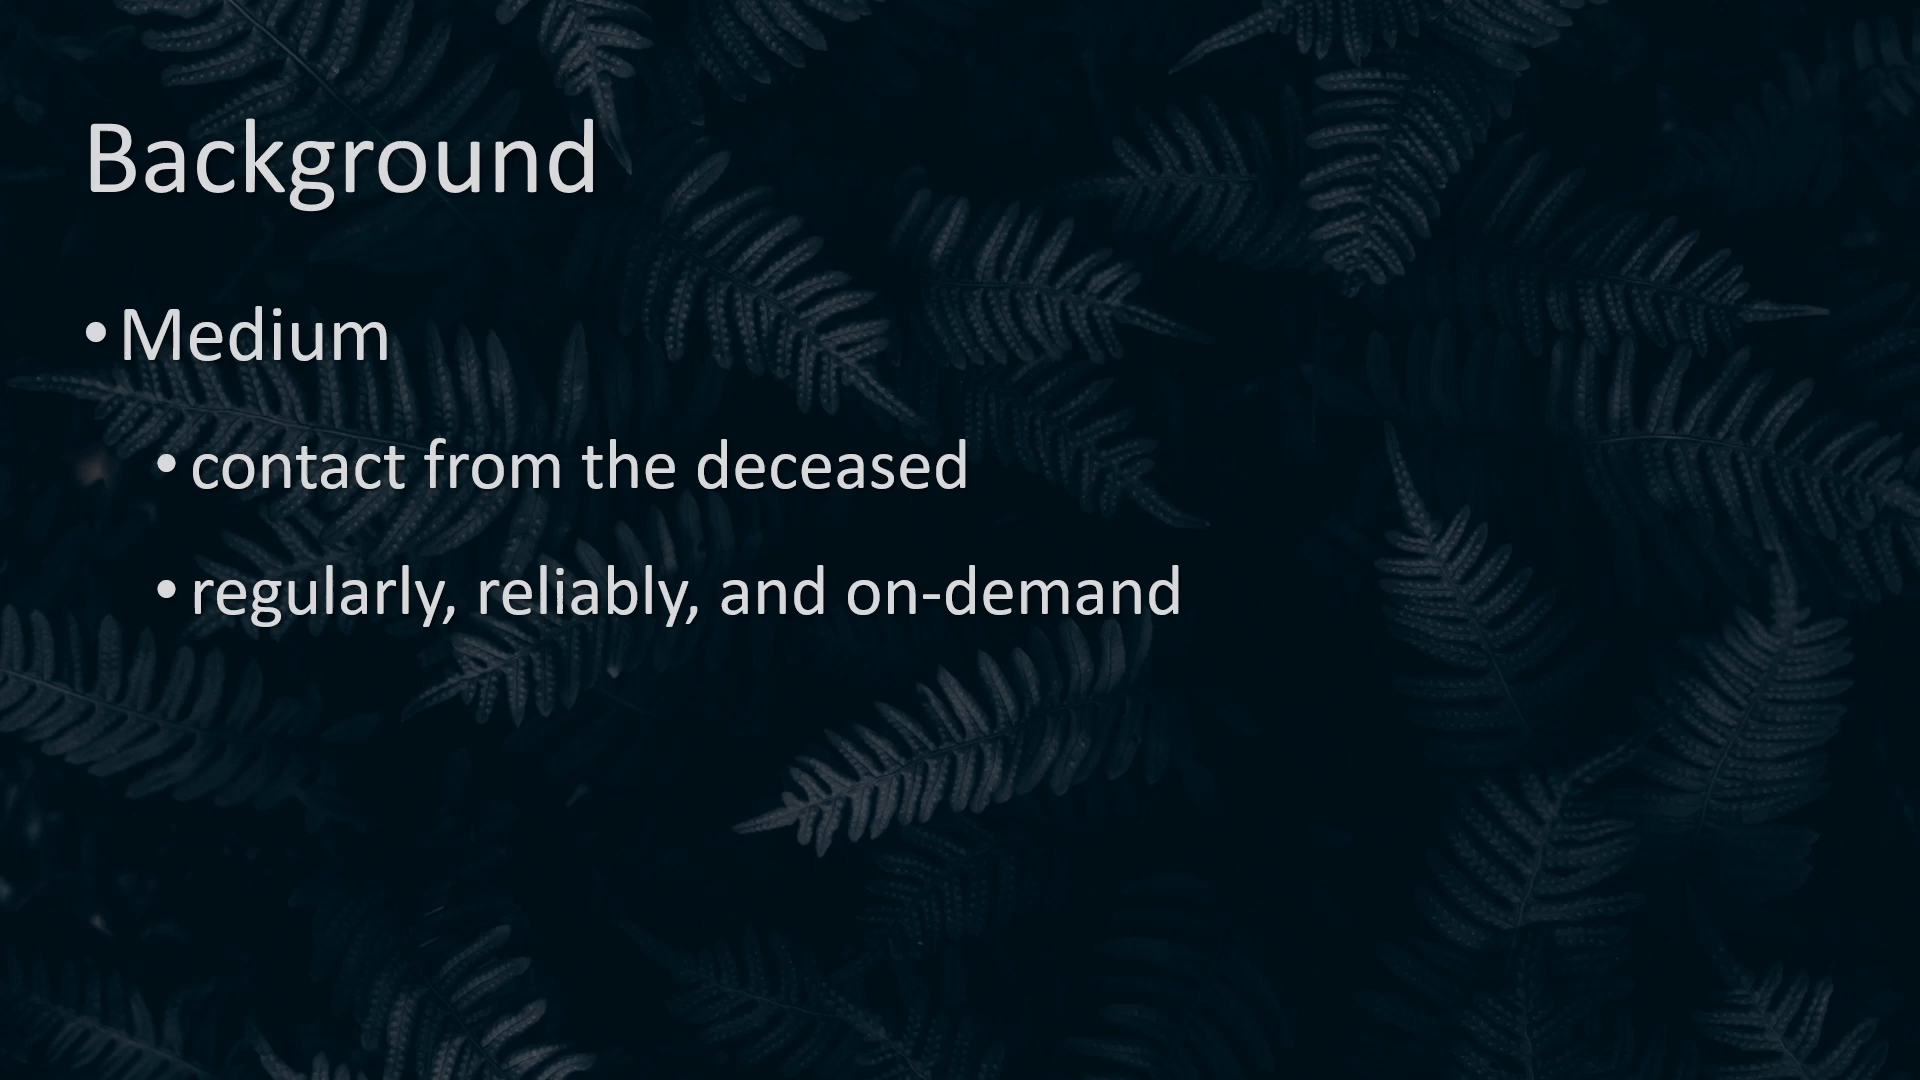 Background
• Medium
• contact from the deceased
• regularly, reliably, and on-demand